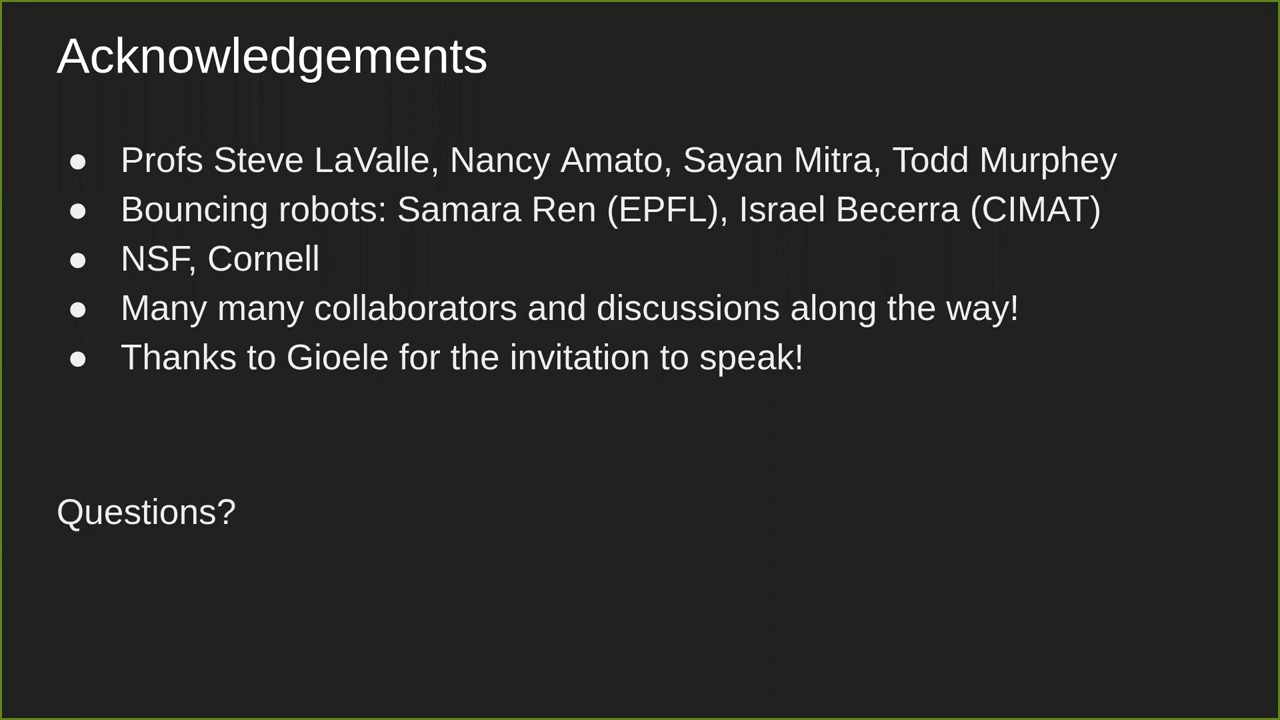 Acknowledgements
● Profs Steve LaValle, Nancy Amato, Sayan Mitra, Todd Murphey
● Bouncing robots: Samara Ren (EPFL), Israel Becerra (CIMAT)
● NSF, Cornell
● Many many collaborators and discussions along the way!
● Thanks to Gioele for the invitation to speak!
Questions?